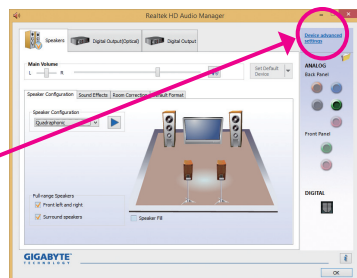 Realtek HD Audio Manager
Speakers
Digital Output(Optical)
Digital Output
Device advanced
settings
Main Volume
L
R
Set Default
Device
ANALOG
Back Panel
Speaker Configuration
Sound Effects
Room Correction
Default Format
Speaker Configuration
Quadraphonic
Front Panel
Full-range Speakers
Front left and right
Surround speakers
Speaker Fill
DIGITAL
GIGABYTE
TECHNOLOGY
OK